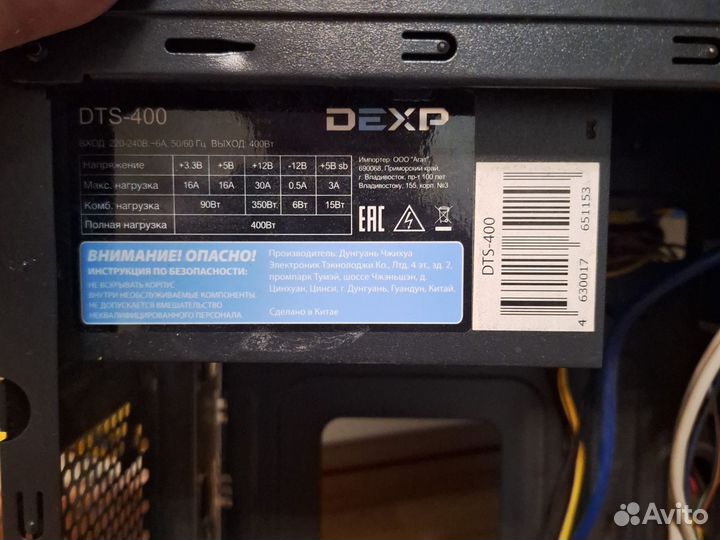 DTS-400
DEXP
ВХОД: 220-240В,~6А, 50/60 Гц ВЫХОД: 400Вт
Напряжение +3.3В +5В +12В -12В +5В sb
Макс. нагрузка 16А 16А 30А 0.5А 3А
Комб. нагрузка 90Вт 350Вт 6Вт 15Вт
Полная нагрузка 400Вт
Импортер: ООО "Агат"
690068, Приморский край,
г. Владивосток, пр-т 100 лет
Владивостоку, 155, корп. №3
EAC
ВНИМАНИЕ! ОПАСНО!
ИНСТРУКЦИЯ ПО БЕЗОПАСНОСТИ:
НЕ ВСКРЫВАТЬ КОРПУС
ВНУТРИ НЕОБСЛУЖИВАЕМЫЕ КОМПОНЕНТЫ.
НЕ ДОПУСКАЕТСЯ ВМЕШАТЕЛЬСТВО
НЕКВАЛИФИЦИРОВАННОГО ПЕРСОНАЛА.
Производитель: Дунгуань Чжихуа
Электроник Тэкнолоджи Ко., Лтд. 4 эт., зд. 2,
промпарк Тумэй, шоссе Чжэньшэн, д.
Цинхуан, Цинси, г. Дунгуан, Гуандун, Китай.
Сделано в Китае
DTS-400
4 630017 651153
Avito